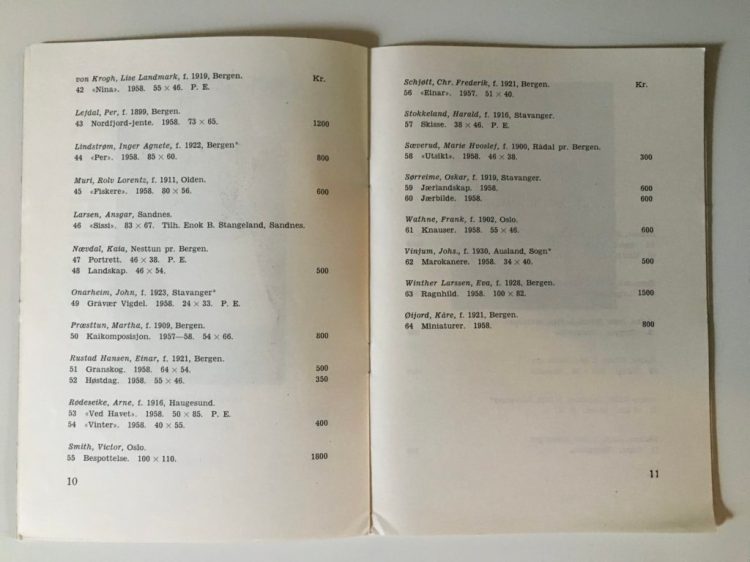 von Krogh, Lise Landmark, f. 1919, Bergen. Kr.
42 «Nina». 1958. 55 × 46. P. E.
Lefdal, Per, f. 1899, Bergen.
43 Nordfjord-jente. 1958. 73 × 65. 1200
Lindstrøm, Inger Agnete, f. 1922, Bergen*
44 «Per». 1958. 85 × 60. 800
Muri, Rolv Lorentz, f. 1911, Olden.
45 «Fiskere». 1958. 80 × 56. 600
Larsen, Ansgar, Sandnes.
46 «Sissi». 83 × 67. Tilh. Enok B. Stangeland, Sandnes.
Nævdal, Kaia, Nesttun pr. Bergen.
47 Portrett. 46 × 38. P. E.
48 Landskap. 46 × 54. 500
Onarheim, John, f. 1923, Stavanger*
49 Gråvær Vigdel. 1958. 24 × 33. P. E.
Præsttun, Martha, f. 1909, Bergen.
50 Kaikomposisjon. 1957—58. 54 × 66. 800
Rustad Hansen, Einar, f. 1921, Bergen.
51 Granskog. 1958. 64 × 54. 500
52 Høstdag. 1958. 55 × 46. 350
Rødeseike, Arne, f. 1916, Haugesund.
53 «Ved Havet». 1958. 50 × 85. P. E.
54 «Vinter». 1958. 40 × 55. 400
Smith, Victor, Oslo.
55 Bespottelse. 100 × 110. 1800
10
Schjøtt, Chr. Frederik, f. 1921, Bergen. Kr.
56 «Einar». 1957. 51 × 40.
Stokkeland, Harald, f. 1916, Stavanger.
57 Skisse. 38 × 46. P. E.
Sæverud, Marie Hvoslef, f. 1900, Rådal pr. Bergen.
58 «Utsikt». 1958. 46 × 38. 300
Sørreime, Oskar, f. 1919, Stavanger.
59 Jærlandskap. 1958. 600
60 Jærbilde. 1958. 600
Wathne, Frank, f. 1902, Oslo.
61 Knauser. 1958. 55 × 46. 600
Vinjum, Johs., f. 1930, Ausland, Sogn*
62 Marokanere. 1958. 34 × 40. 500
Winther Larssen, Eva, f. 1928, Bergen.
63 Ragnhild. 1958. 100 × 82. 1500
Øijord, Kåre, f. 1921, Bergen.
64 Miniaturer. 1958. 800
11